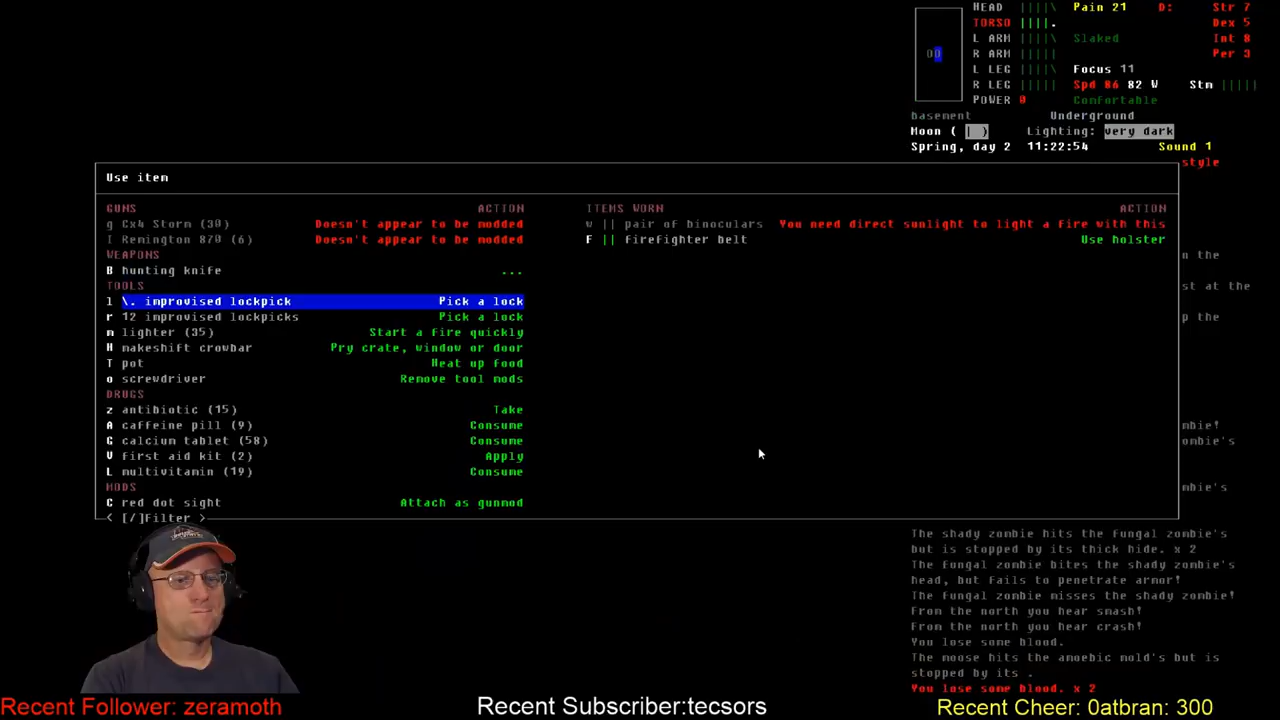 HEAD ||||\ Pain 21 D: Str 7
TORSO ||||. Dex 5
L ARM ||||\ Slaked Int 8
R ARM ||||| Per 3
L LEG ||||\ Focus 11
R LEG ||||| Spd 86 82 W Stm |||||
POWER 0 Comfortable
basement Underground
Moon ( | ) Lighting: very dark
Spring, day 2 11:22:54 Sound 1
style
Use item
GUNS ACTION
g Cx4 Storm (30) Doesn't appear to be modded
I Remington 870 (6) Doesn't appear to be modded
WEAPONS
B hunting knife ...
TOOLS
l \. improvised lockpick Pick a lock
r 12 improvised lockpicks Pick a lock
m lighter (35) Start a fire quickly
H makeshift crowbar Pry crate, window or door
T pot Heat up food
o screwdriver Remove tool mods
DRUGS
z antibiotic (15) Take
A caffeine pill (9) Consume
G calcium tablet (58) Consume
V first aid kit (2) Apply
L multivitamin (19) Consume
MODS
C red dot sight Attach as gunmod
< [/]Filter >
ITEMS WORN ACTION
w || pair of binoculars You need direct sunlight to light a fire with this
F || firefighter belt Use holster
n the
st at the
p the
mbie!
ombie's
mbie's
The shady zombie hits the fungal zombie's
but is stopped by its thick hide. x 2
The fungal zombie bites the shady zombie's
head, but fails to penetrate armor!
The fungal zombie misses the shady zombie!
From the north you hear smash!
From the north you hear crash!
You lose some blood.
The moose hits the amoebic mold's but is
stopped by its .
You lose some blood. x 2
Recent Follower: zeramoth
Recent Subscriber:tecsors
Recent Cheer: 0atbran: 300